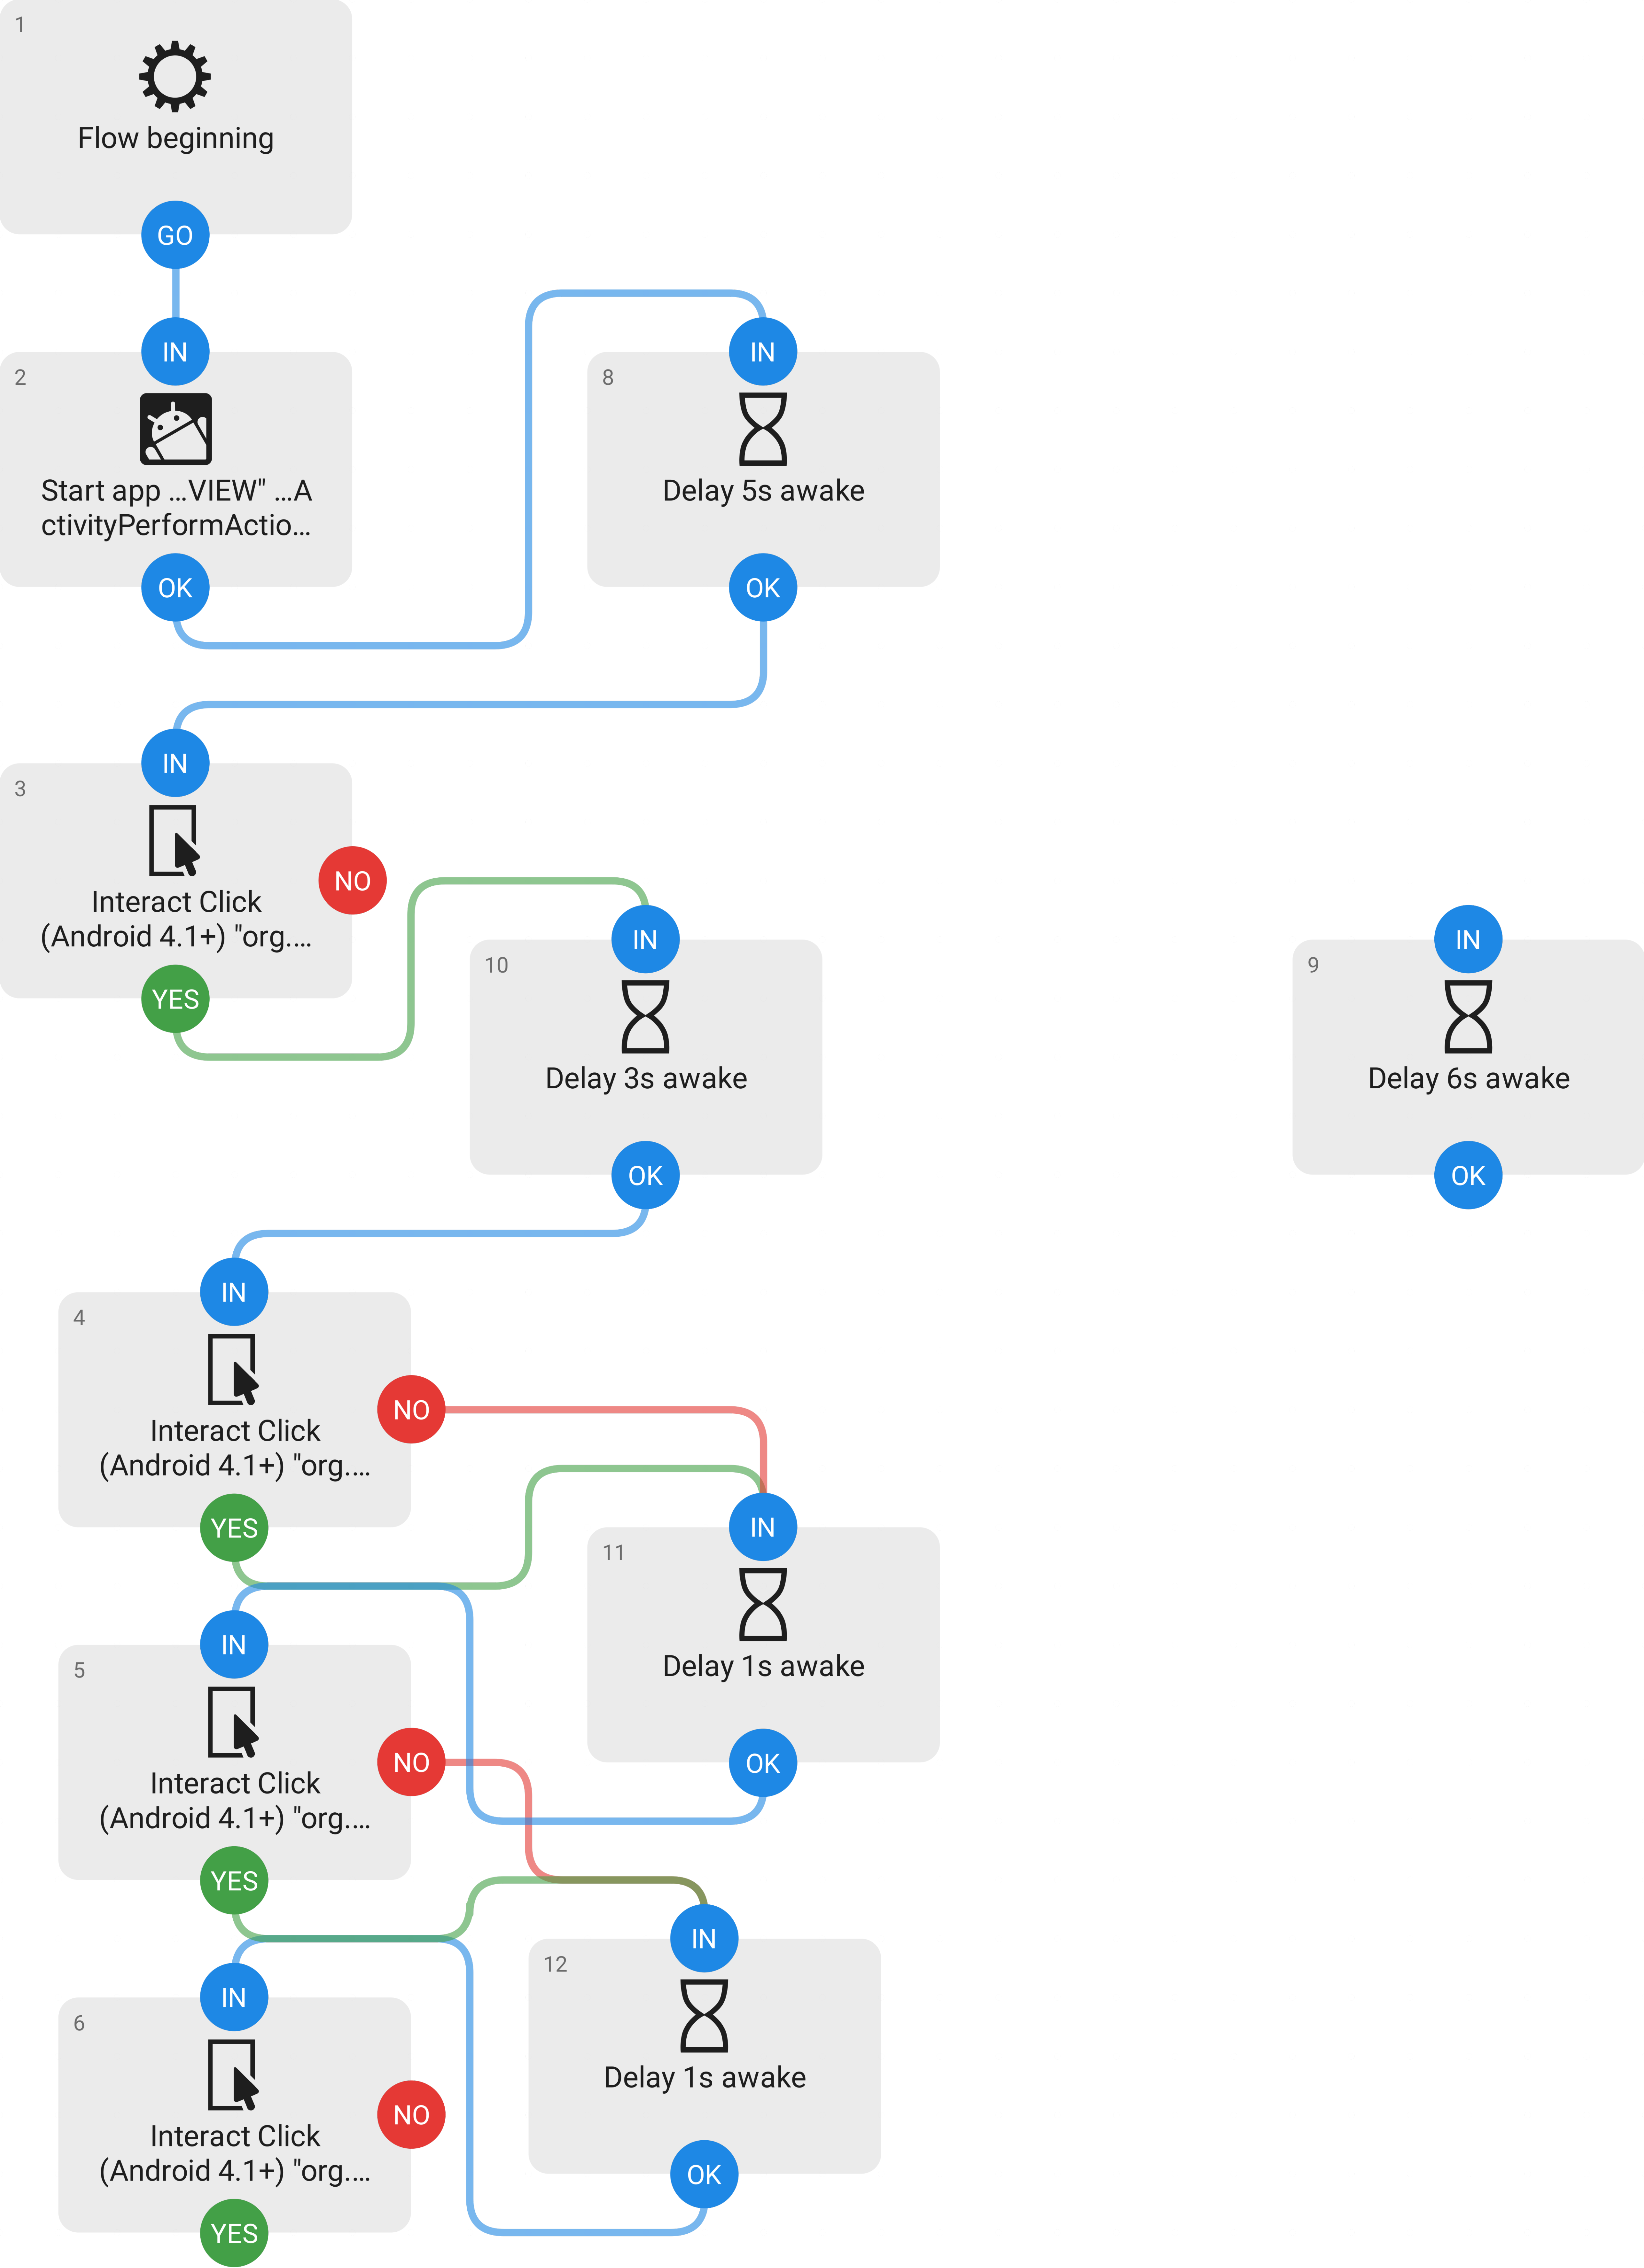 1
Flow beginning
GO
IN
2
Start app ...VIEW" ...A
ctivityPerformActio...
OK
IN
8
Delay 5s awake
OK
IN
3
Interact Click
(Android 4.1+) "org....
NO
YES
IN
10
Delay 3s awake
OK
IN
9
Delay 6s awake
OK
IN
4
Interact Click
(Android 4.1+) "org....
NO
YES
IN
11
Delay 1s awake
OK
IN
5
Interact Click
(Android 4.1+) "org....
NO
YES
IN
12
Delay 1s awake
OK
IN
6
Interact Click
(Android 4.1+) "org....
NO
YES